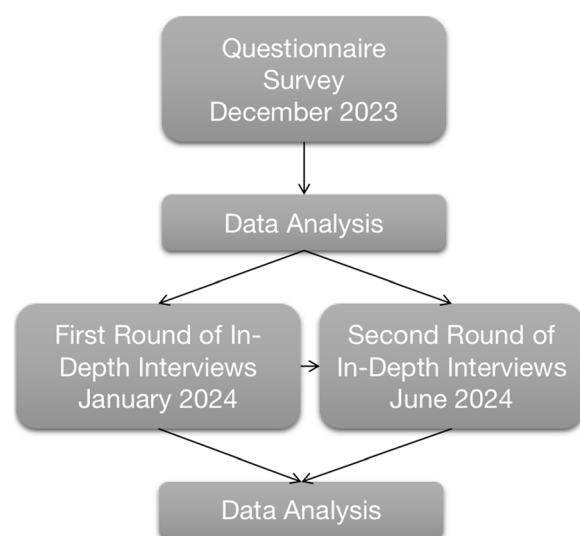 Questionnaire
Survey
December 2023
Data Analysis
First Round of In-
Depth Interviews
January 2024
Second Round of
In-Depth Interviews
June 2024
Data Analysis